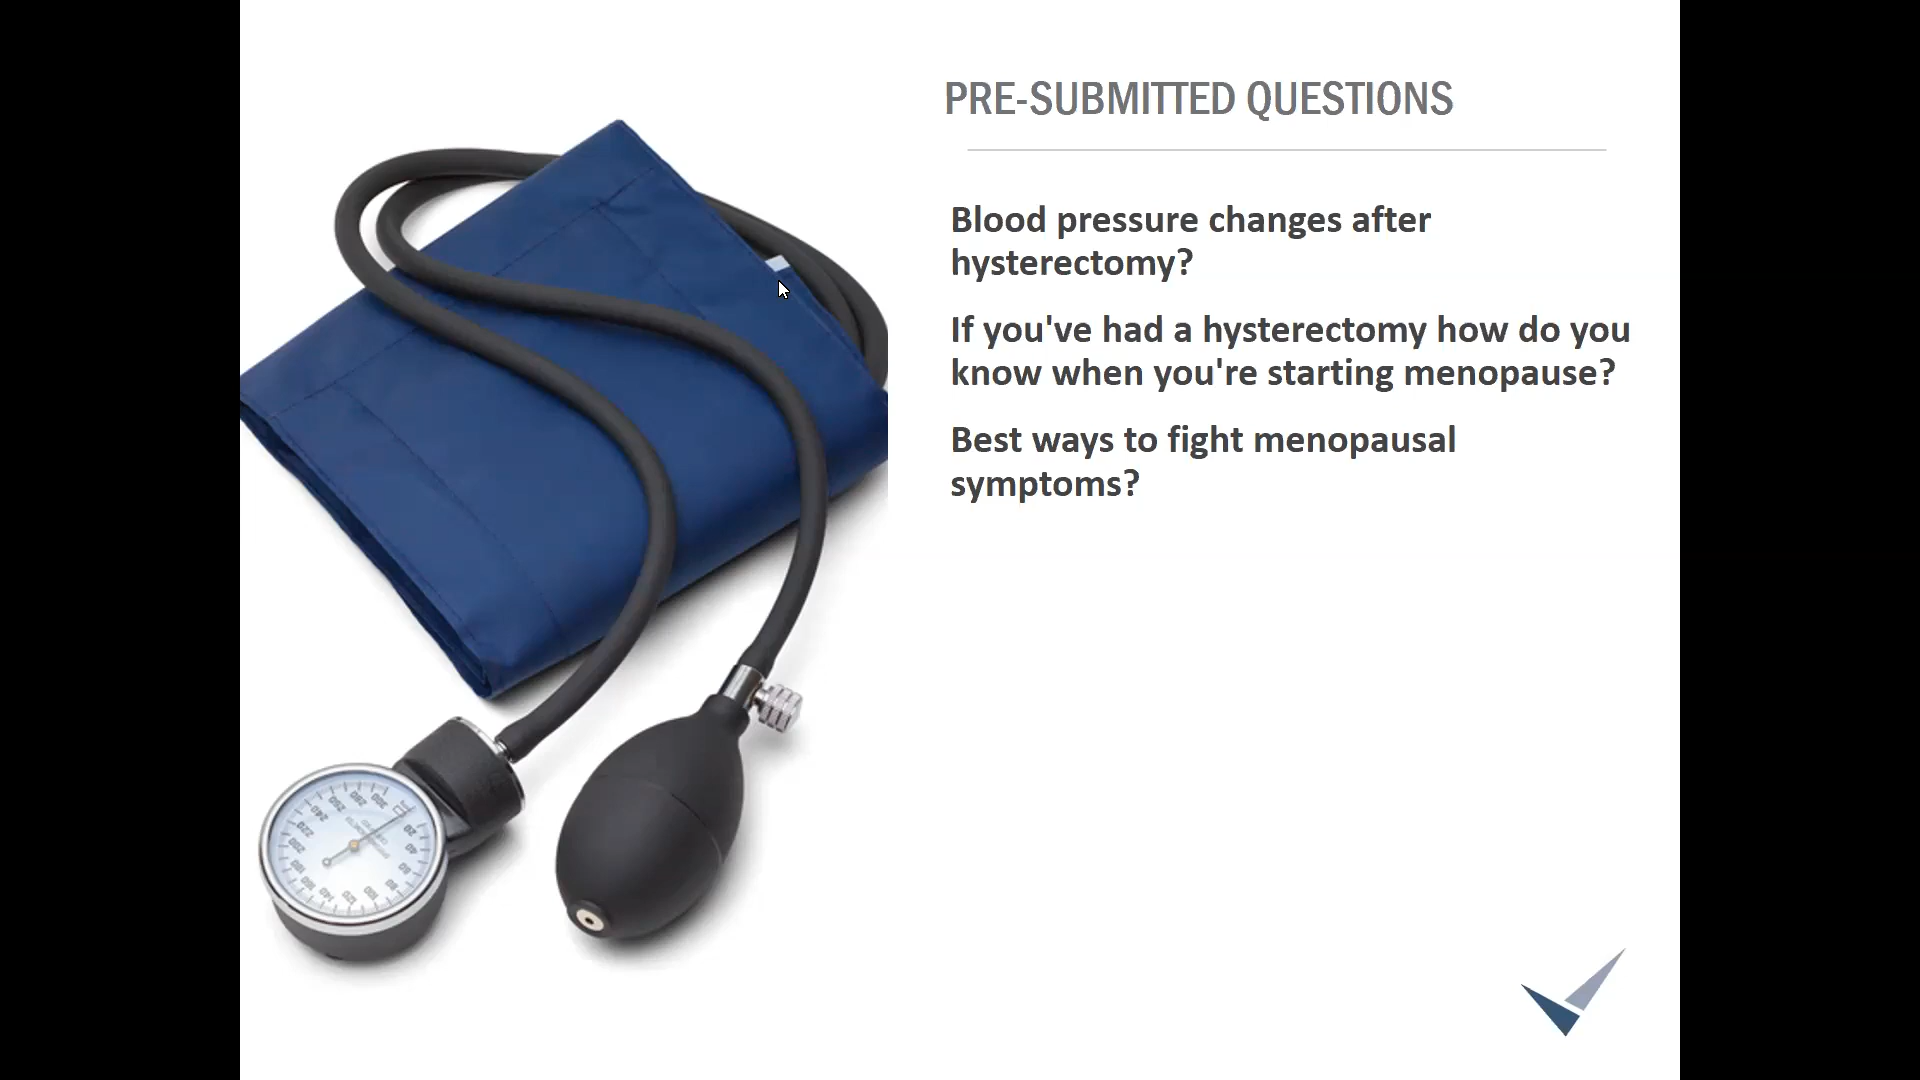 PRE-SUBMITTED QUESTIONS
Blood pressure changes after
hysterectomy?
If you've had a hysterectomy how do you
know when you're starting menopause?
Best ways to fight menopausal
symptoms?